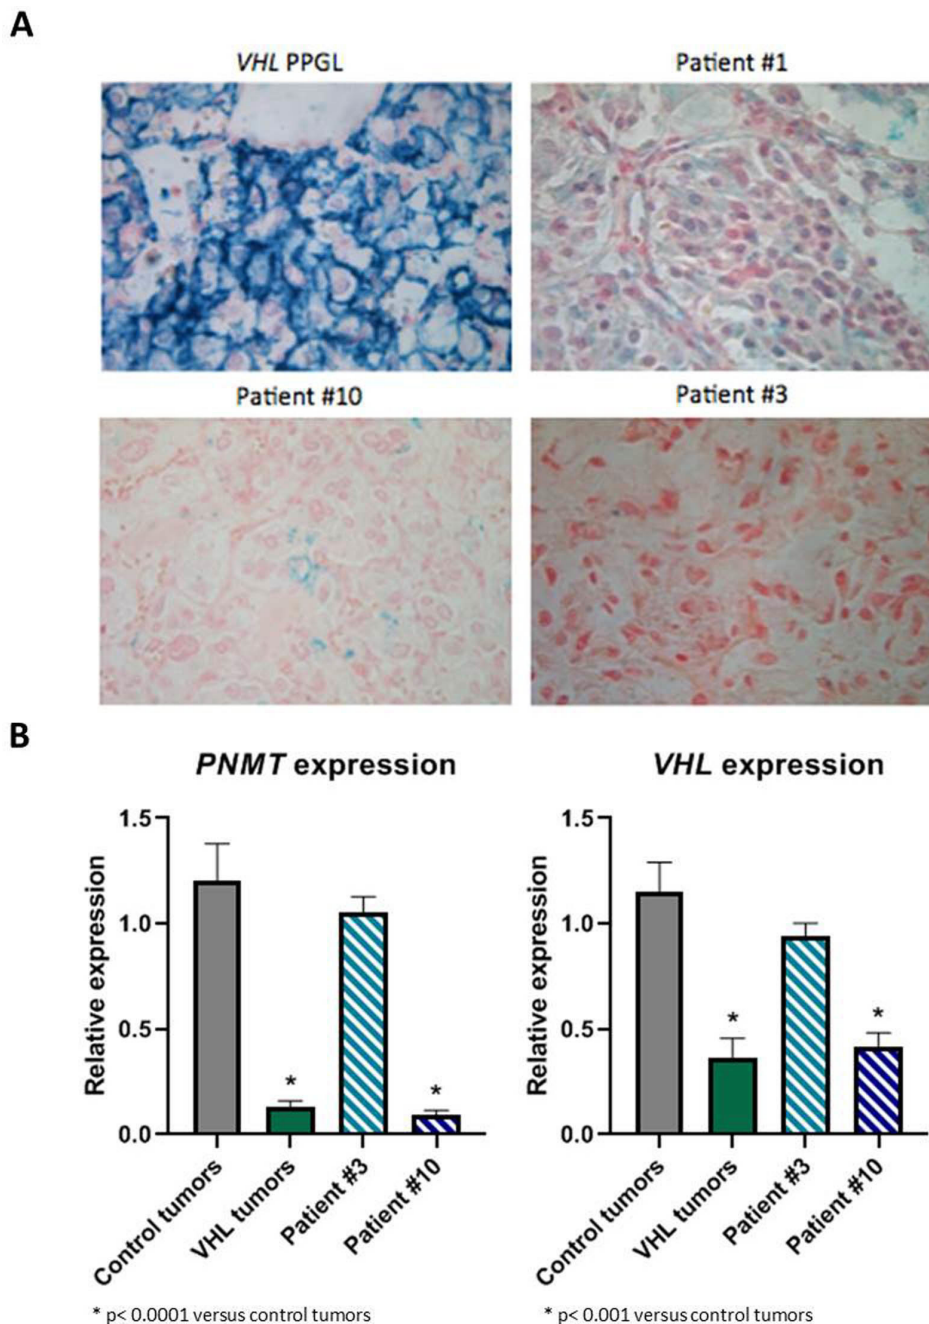 A
VHL PPGL
Patient #1
Patient #10
Patient #3
B
PNMT expression
VHL expression
Relative expression
1.5
1.0
0.5
0.0
*
*
Control tumors
VHL tumors
Patient #3
Patient #10
* p< 0.0001 versus control tumors
Relative expression
1.5
1.0
0.5
0.0
*
*
Control tumors
VHL tumors
Patient #3
Patient #10
* p< 0.001 versus control tumors